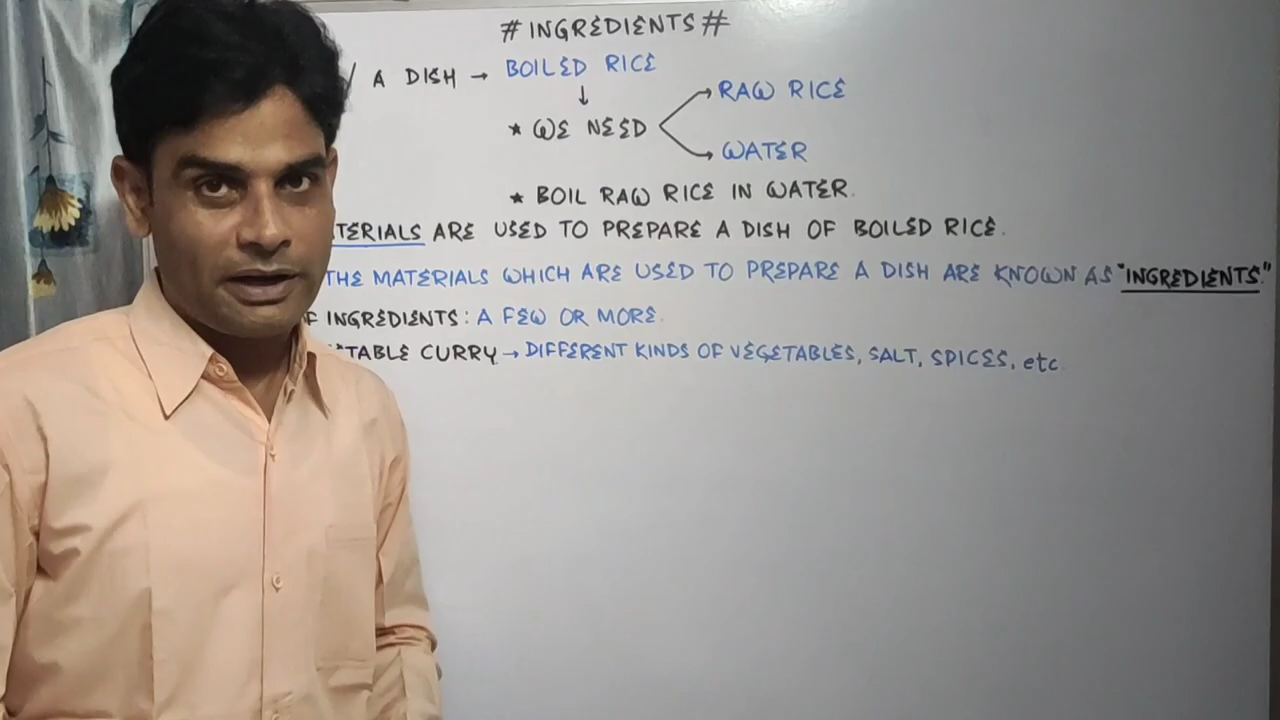 # INGREDIENTS #
A DISH → BOILED RICE
↓
RAW RICE
* WE NEED
WATER
* BOIL RAW RICE IN WATER.
ARE USED TO PREPARE A DISH OF BOILED RICE.
THE MATERIALS WHICH ARE USED TO PREPARE A DISH ARE KNOWN AS "INGREDIENTS."
INGREDIENTS: A FEW OR MORE.
CURRY → DIFFERENT KINDS OF VEGETABLES, SALT, SPICES, etc.